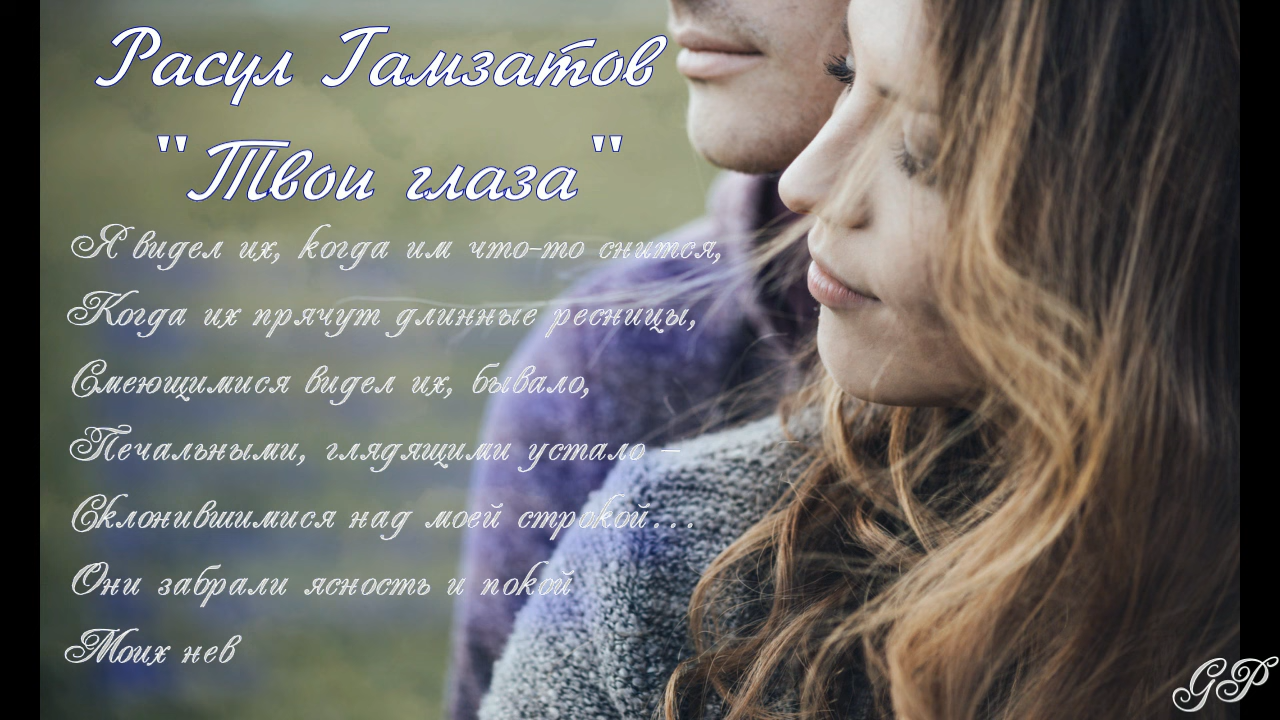 Расул Гамзатов
"Твои глаза"
Я видел их, когда им что-то снится,
Когда их прячут длинные ресницы,
Смеющимися видел их, бывало,
Печальными, глядящими устало –
Склонившимися над моей строкой...
Они забрали ясность и покой
Моих нев
GP